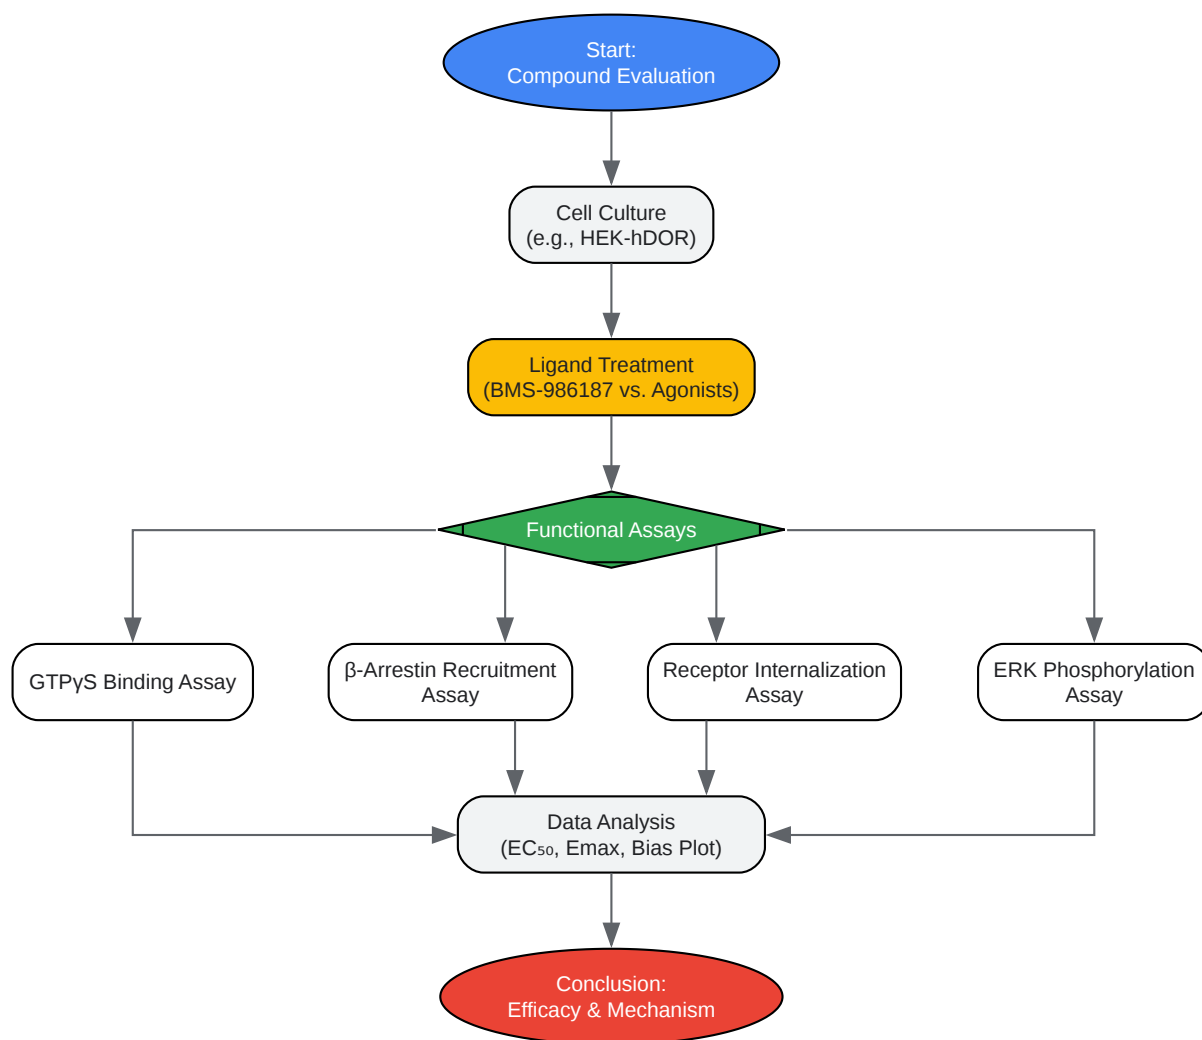 Start:
Compound Evaluation
Cell Culture
(e.g., HEK-hDOR)
Ligand Treatment
(BMS-986187 vs. Agonists)
Functional Assays
GTPγS Binding Assay
β-Arrestin Recruitment
Assay
Receptor Internalization
Assay
ERK Phosphorylation
Assay
Data Analysis
(EC₅₀, Emax, Bias Plot)
Conclusion:
Efficacy & Mechanism